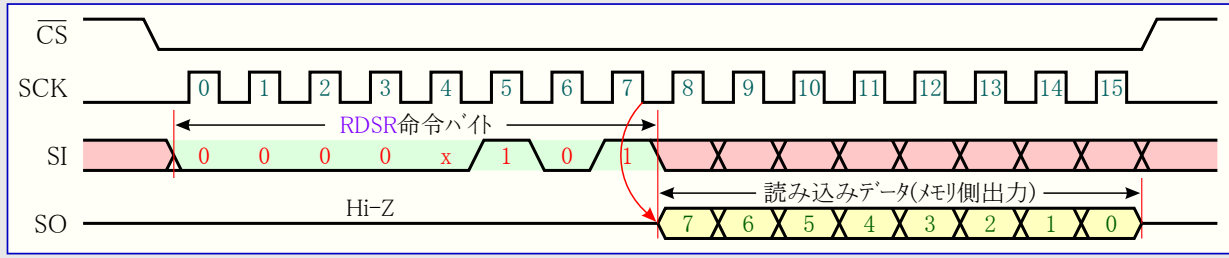 CS
SCK 0 1 2 3 4 5 6 7 8 9 10 11 12 13 14 15
RDSR命令バイト
SI 0 0 0 0 x 1 0 1
読み込みデータ(メモリ側出力)
Hi-Z
SO 7 6 5 4 3 2 1 0